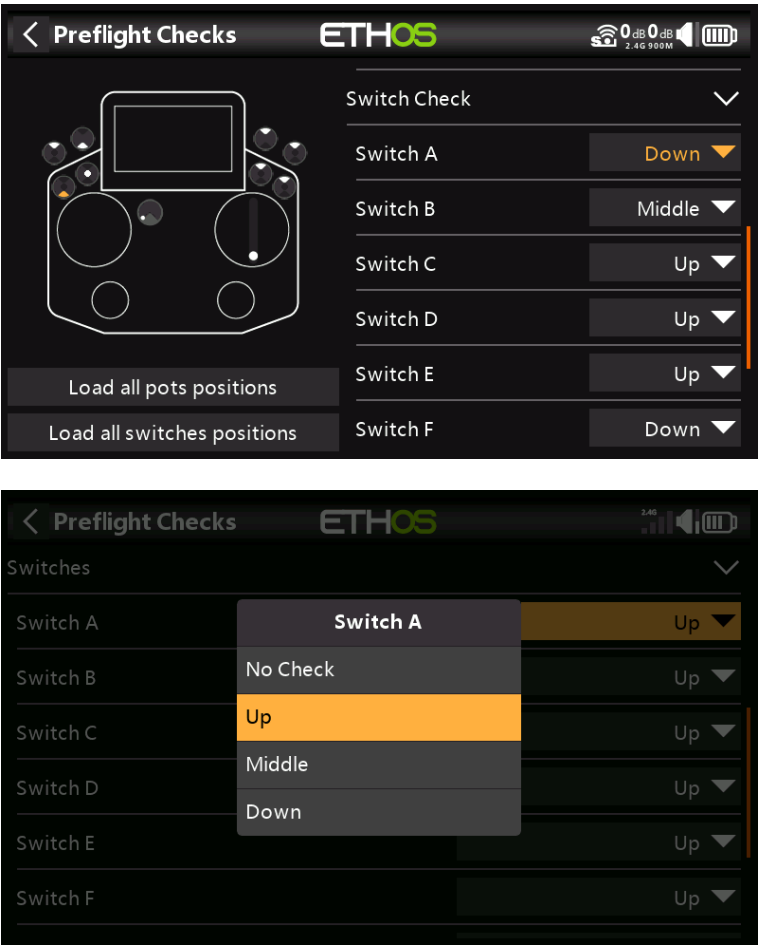 Preflight Checks ETHOS 0dB 0dB
2.4G 900M
Switch Check
Switch A Down
Switch B Middle
Switch C Up
Switch D Up
Switch E Up
Switch F Down
Load all pots positions
Load all switches positions
Preflight Checks ETHOS 2.4G
Switches
Switch A Up
Switch B Up
Switch C Up
Switch D Up
Switch E Up
Switch F Up
Switch A
No Check
Up
Middle
Down